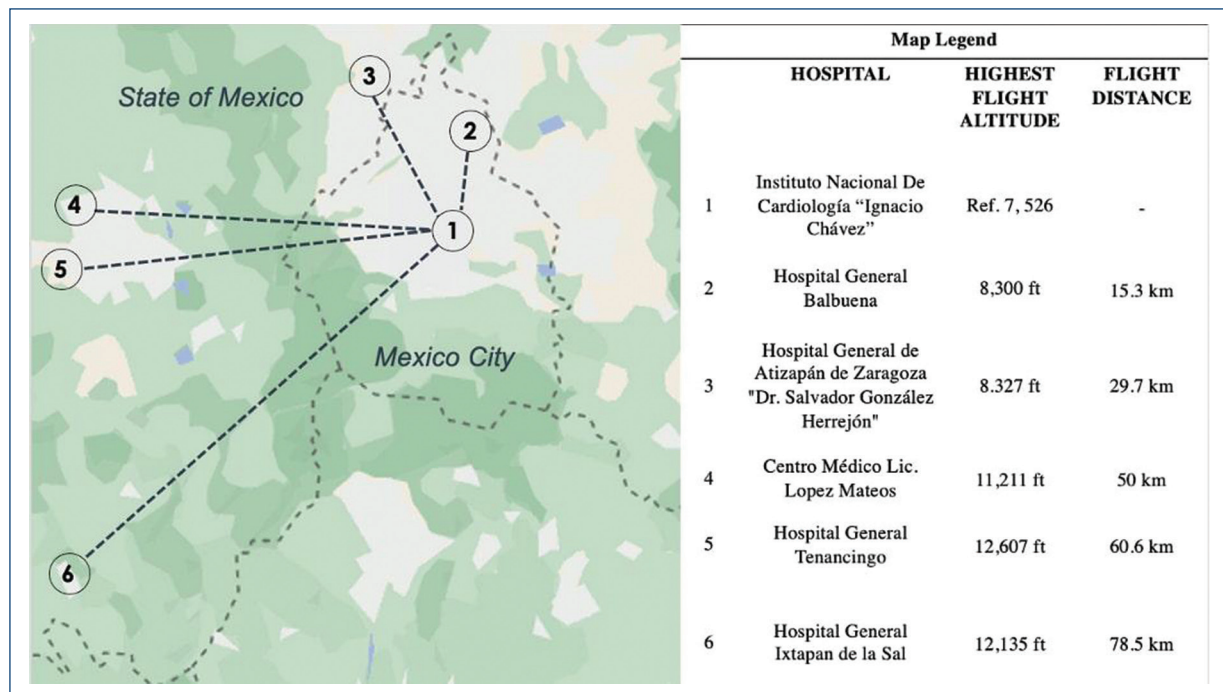 State of Mexico
Mexico City
3
2
4
1
5
6
Map Legend
HOSPITAL HIGHEST FLIGHT ALTITUDE FLIGHT DISTANCE
1 Instituto Nacional De Cardiología “Ignacio Chávez” Ref. 7, 526 -
2 Hospital General Balbuena 8,300 ft 15.3 km
3 Hospital General de Atizapán de Zaragoza "Dr. Salvador González Herrejón" 8.327 ft 29.7 km
4 Centro Médico Lic. Lopez Mateos 11,211 ft 50 km
5 Hospital General Tenancingo 12,607 ft 60.6 km
6 Hospital General Ixtapan de la Sal 12,135 ft 78.5 km